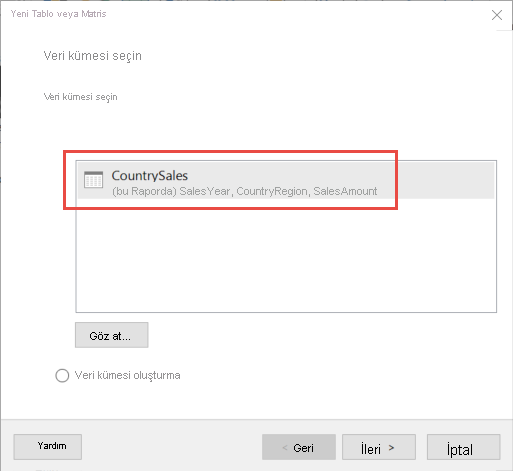 Yeni Tablo veya Matris
Veri kümesi seçin
Veri kümesi seçin
CountrySales
(bu Raporda) SalesYear, CountryRegion, SalesAmount
Göz at...
Veri kümesi oluşturma
Yardım
< Geri
İleri >
İptal